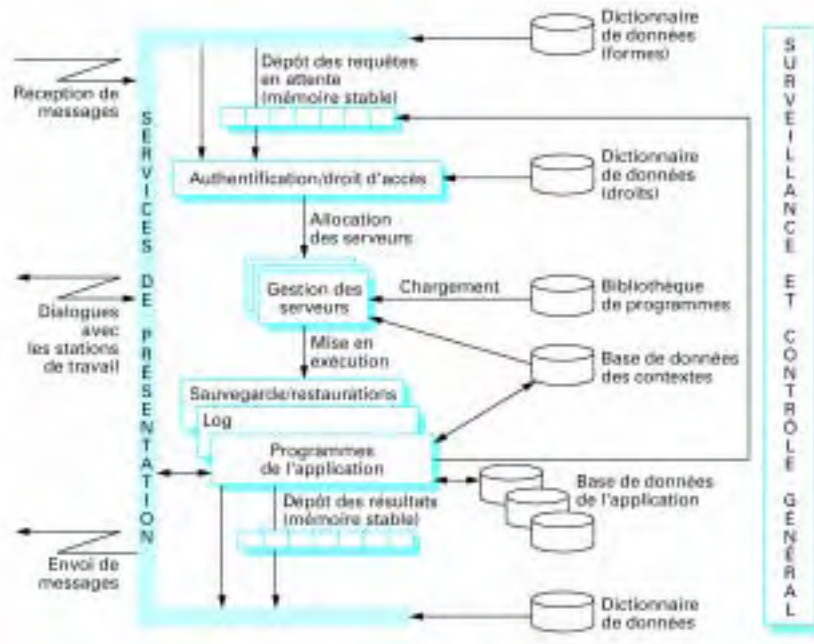 Dictionnaire
de données
(formes)
Dépôt des requêtes
en attente
(mémoire stable)
Réception de
messages
Authentification/droit d'accès
Dictionnaire
de données
(droits)
Allocation
des serveurs
Gestion des
serveurs
Chargement
Bibliothèque
de programmes
Dialogues
avec
les stations
de travail
Mise en
exécution
Base de données
des contextes
Sauvegarde/restaurations
Log
Programmes
de l'application
Base de données
de l'application
Dépôt des résultats
(mémoire stable)
Envoi de
messages
Dictionnaire
de données
SERVICES DE PRÉSENTATION
SURVEILLANCE ET CONTRÔLE GÉNÉRAL